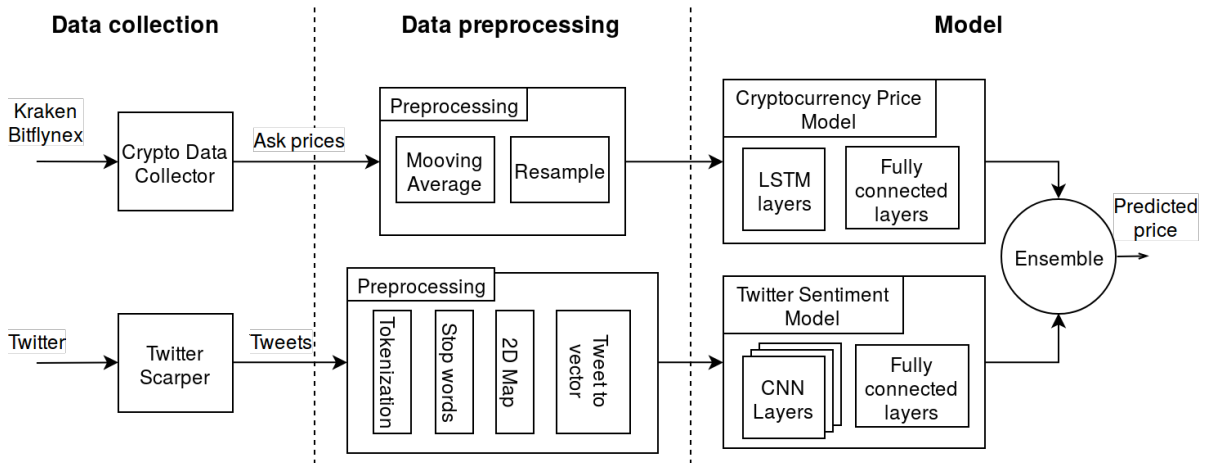 Data collection
Data preprocessing
Model
Kraken
Bitflynex
Crypto Data
Collector
Ask prices
Preprocessing
Mooving
Average
Resample
Cryptocurrency Price
Model
LSTM
layers
Fully
connected
layers
Ensemble
Predicted
price
Twitter
Twitter
Scarper
Tweets
Preprocessing
Tokenization
Stop words
2D Map
Tweet to
vector
Twitter Sentiment
Model
CNN
Layers
Fully
connected
layers